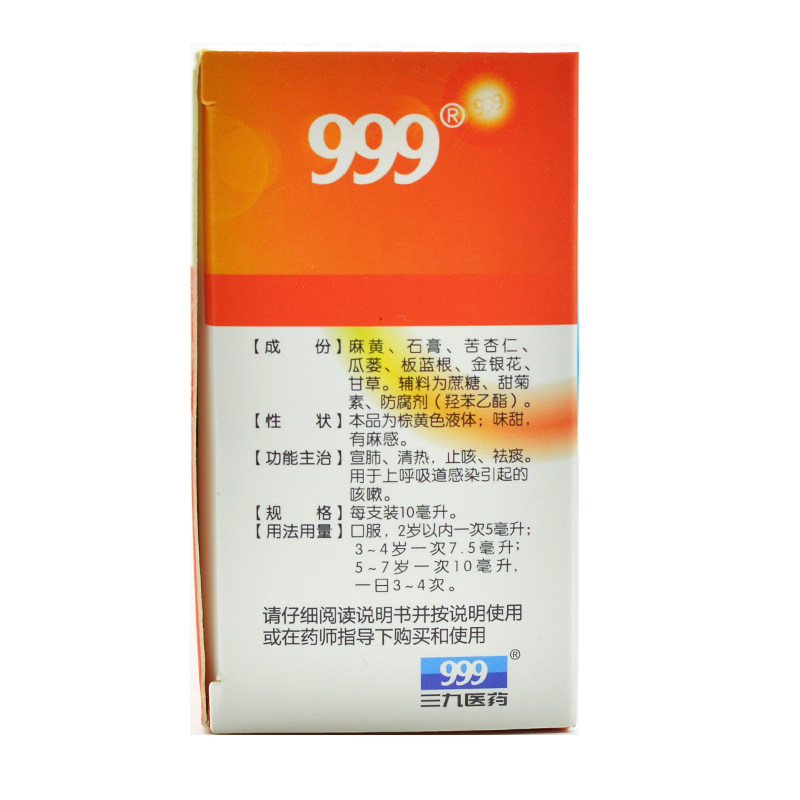 999®
999
【成　份】麻黄、石膏、苦杏仁、
瓜蒌、板蓝根、金银花、
甘草。辅料为蔗糖、甜菊
素、防腐剂（羟苯乙酯）。
【性　状】本品为棕黄色液体；味甜，
有麻感。
【功能主治】宣肺、清热，止咳、祛痰。
用于上呼吸道感染引起的
咳嗽。
【规　格】每支装10毫升。
【用法用量】口服，2岁以内一次5毫升；
3~4岁一次7.5毫升；
5~7岁一次10毫升，
一日3~4次。
请仔细阅读说明书并按说明使用
或在药师指导下购买和使用
999®
三九医药